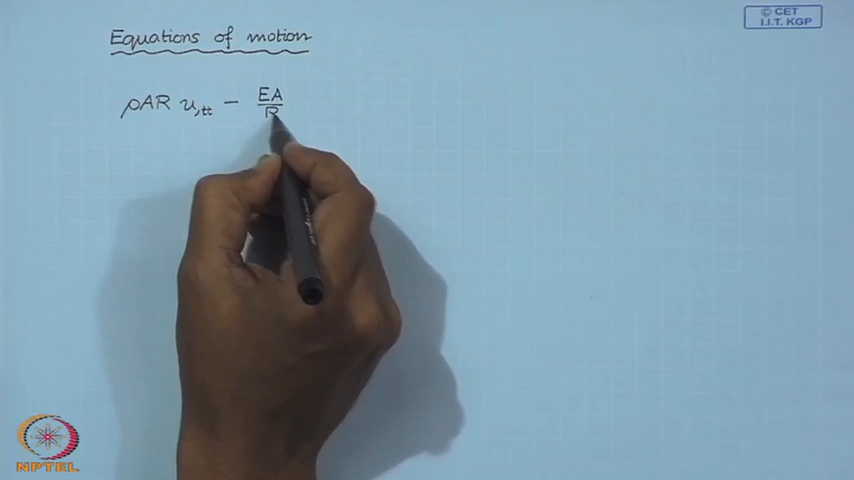 © CET
I.I.T. KGP
Equations of motion
ρAR u,tt − EA/R
NPTEL